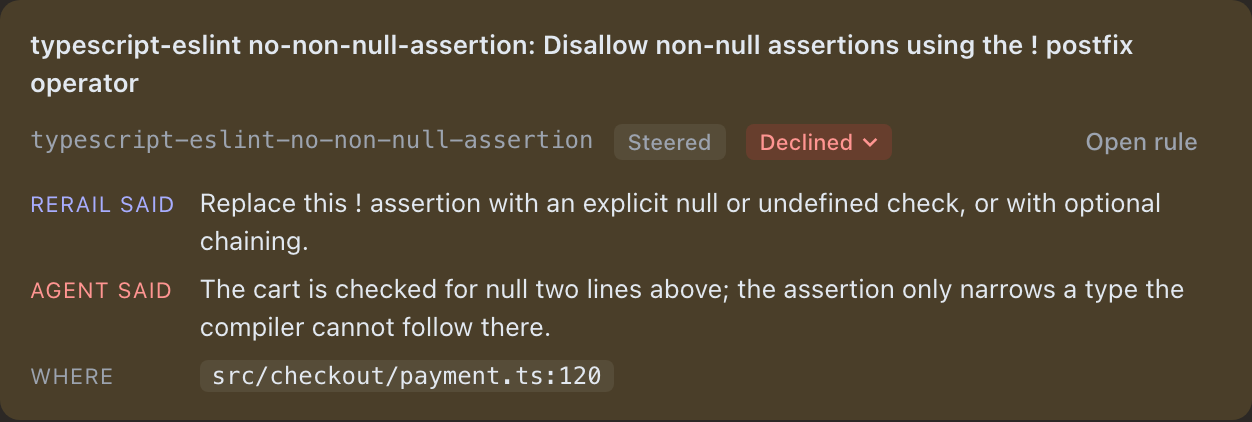 typescript-eslint no-non-null-assertion: Disallow non-null assertions using the ! postfix
operator
typescript-eslint-no-non-null-assertion Steered Declined Open rule
RERAIL SAID Replace this ! assertion with an explicit null or undefined check, or with optional
chaining.
AGENT SAID The cart is checked for null two lines above; the assertion only narrows a type the
compiler cannot follow there.
WHERE src/checkout/payment.ts:120